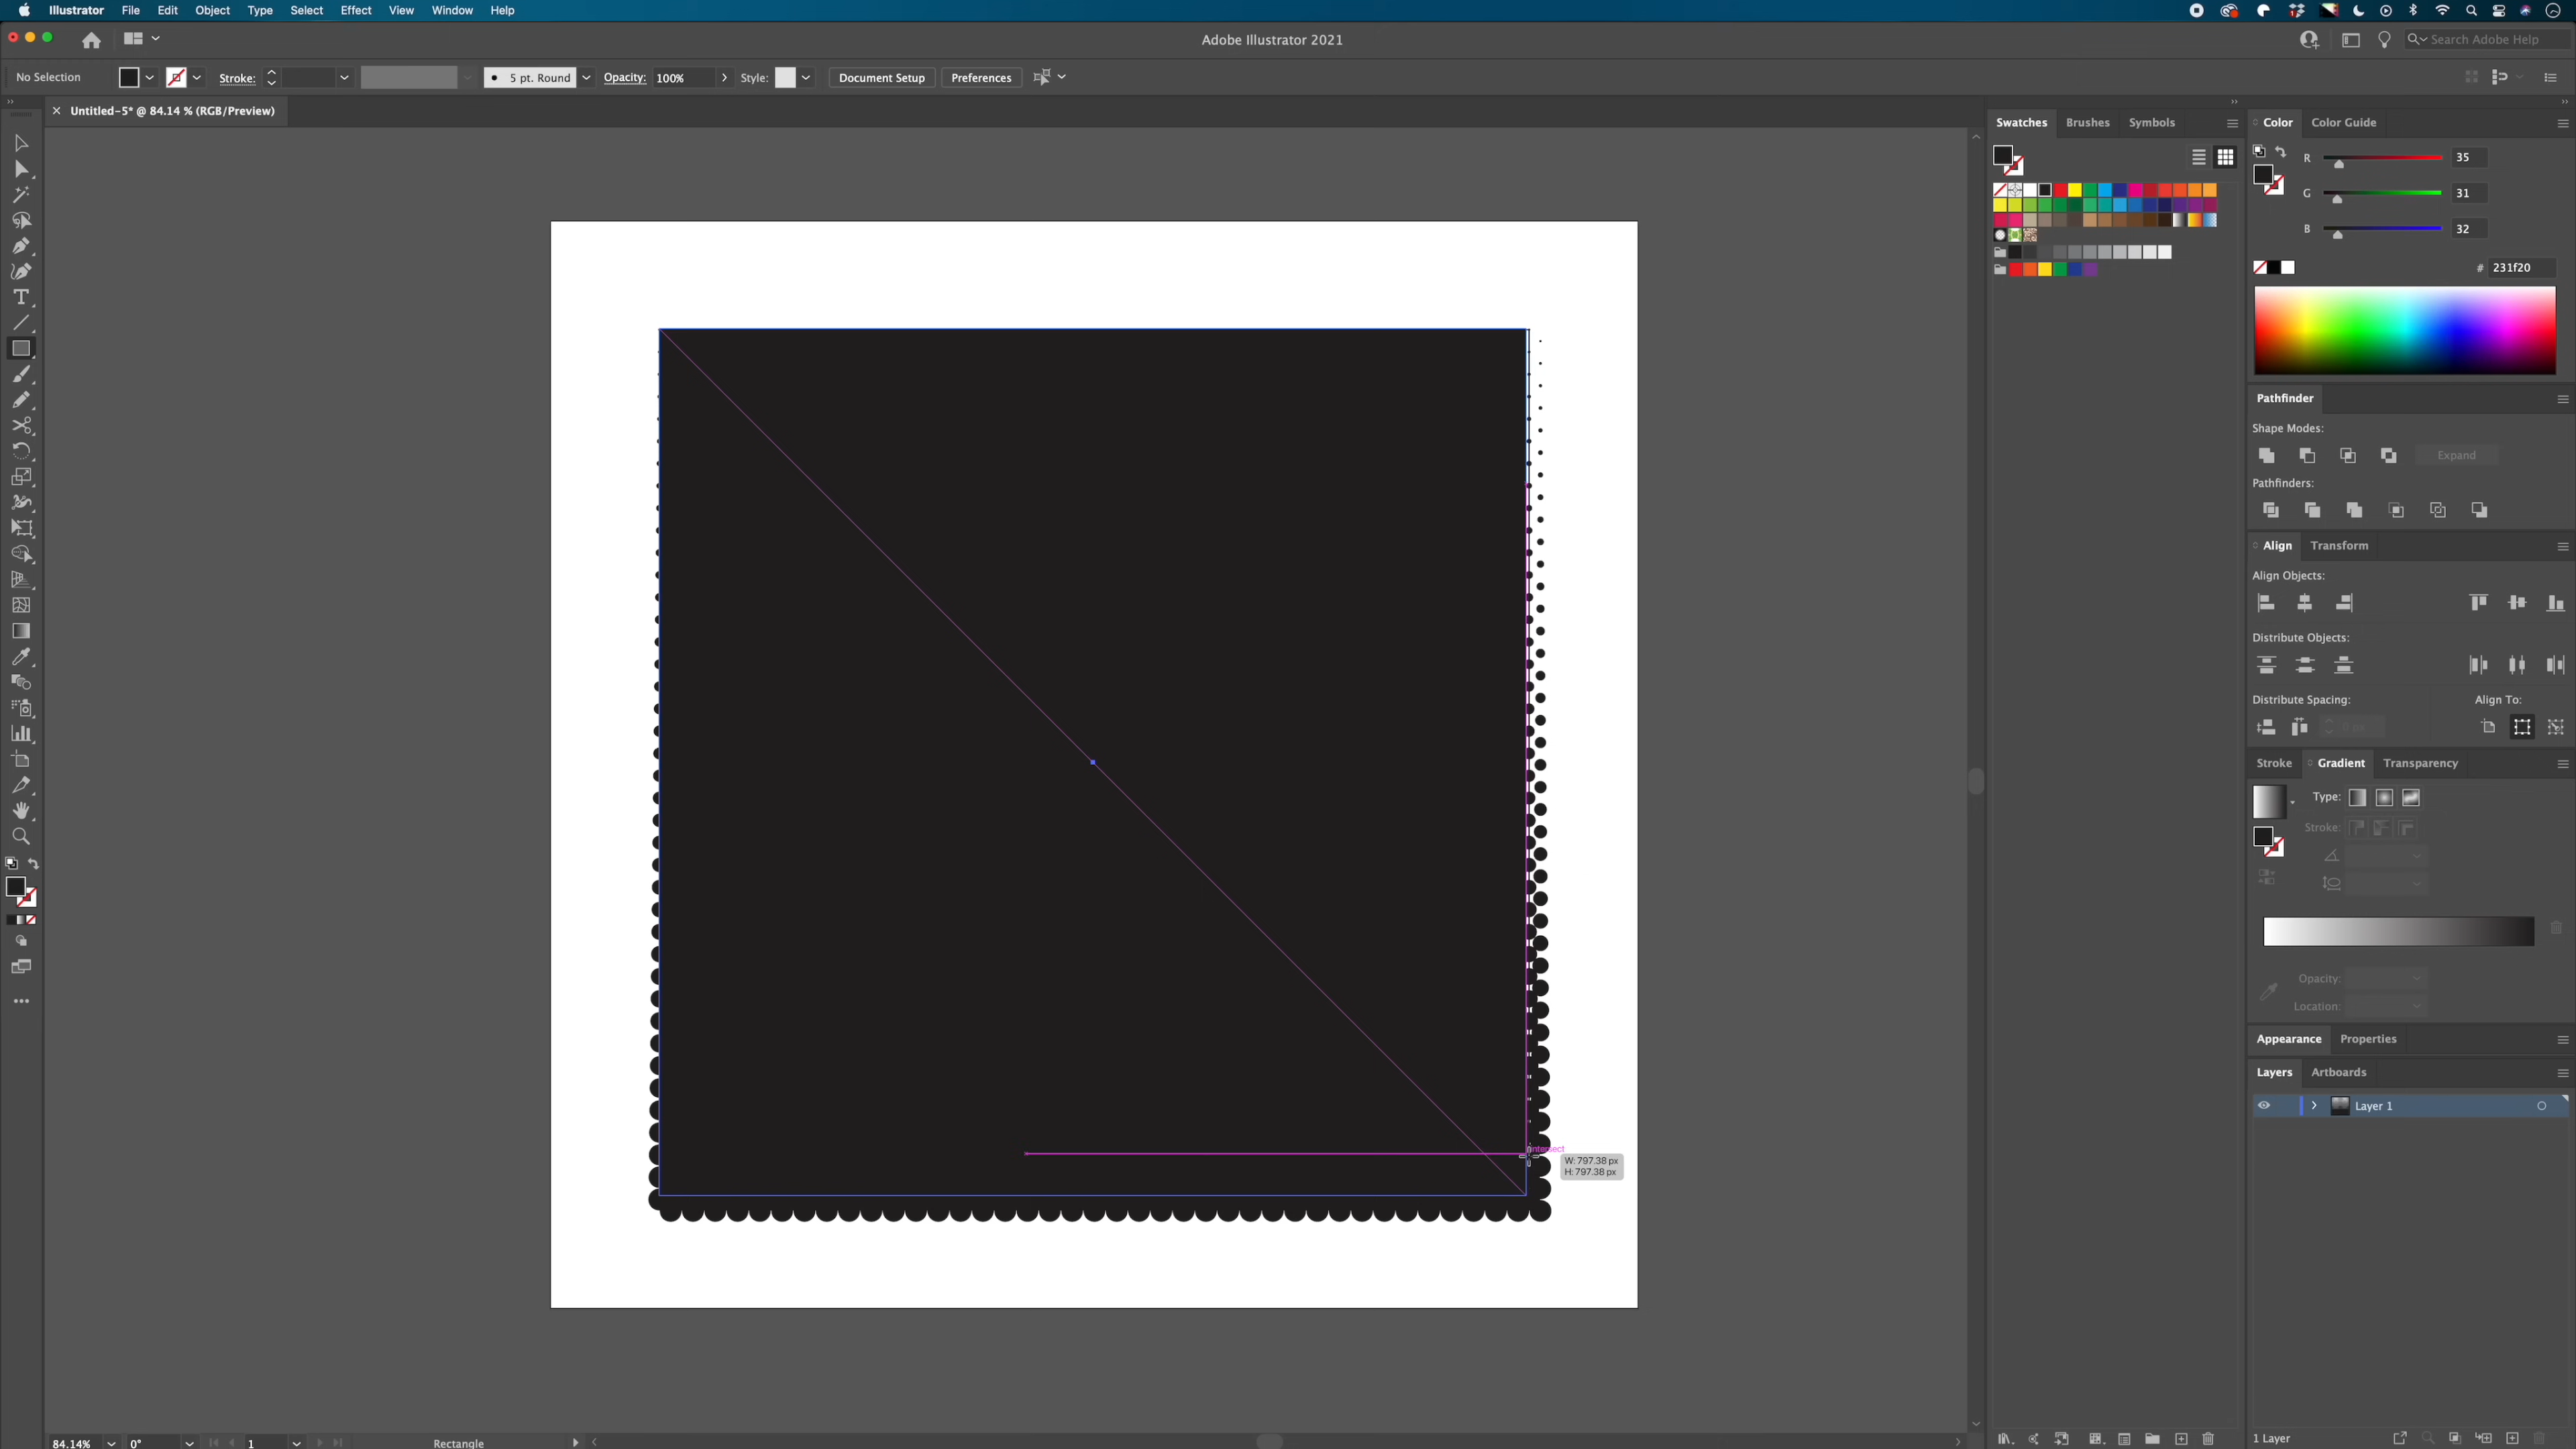 Illustrator File Edit Object Type Select Effect View Window Help
Adobe Illustrator 2021
Search Adobe Help
No Selection Stroke: 5 pt. Round Opacity: 100% Style: Document Setup Preferences
Untitled-5* @ 84.14 % (RGB/Preview)
Swatches Brushes Symbols
Color Color Guide
R 35
G 31
B 32
# 231f20
Pathfinder
Shape Modes:
Expand
Pathfinders:
Align Transform
Align Objects:
Distribute Objects:
Distribute Spacing: Align To:
0 px
Stroke Gradient Transparency
Type:
Stroke:
Opacity:
Location:
Appearance Properties
Layers Artboards
Layer 1
intersect
W: 797.38 px
H: 797.38 px
84.14% 0° 1 Rectangle
1 Layer